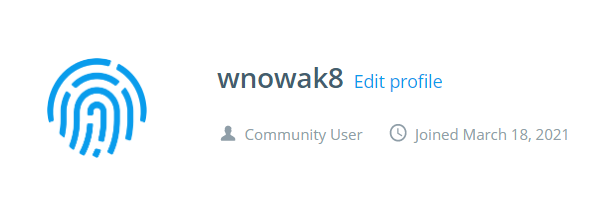 wnowak8 Edit profile
Community User Joined March 18, 2021